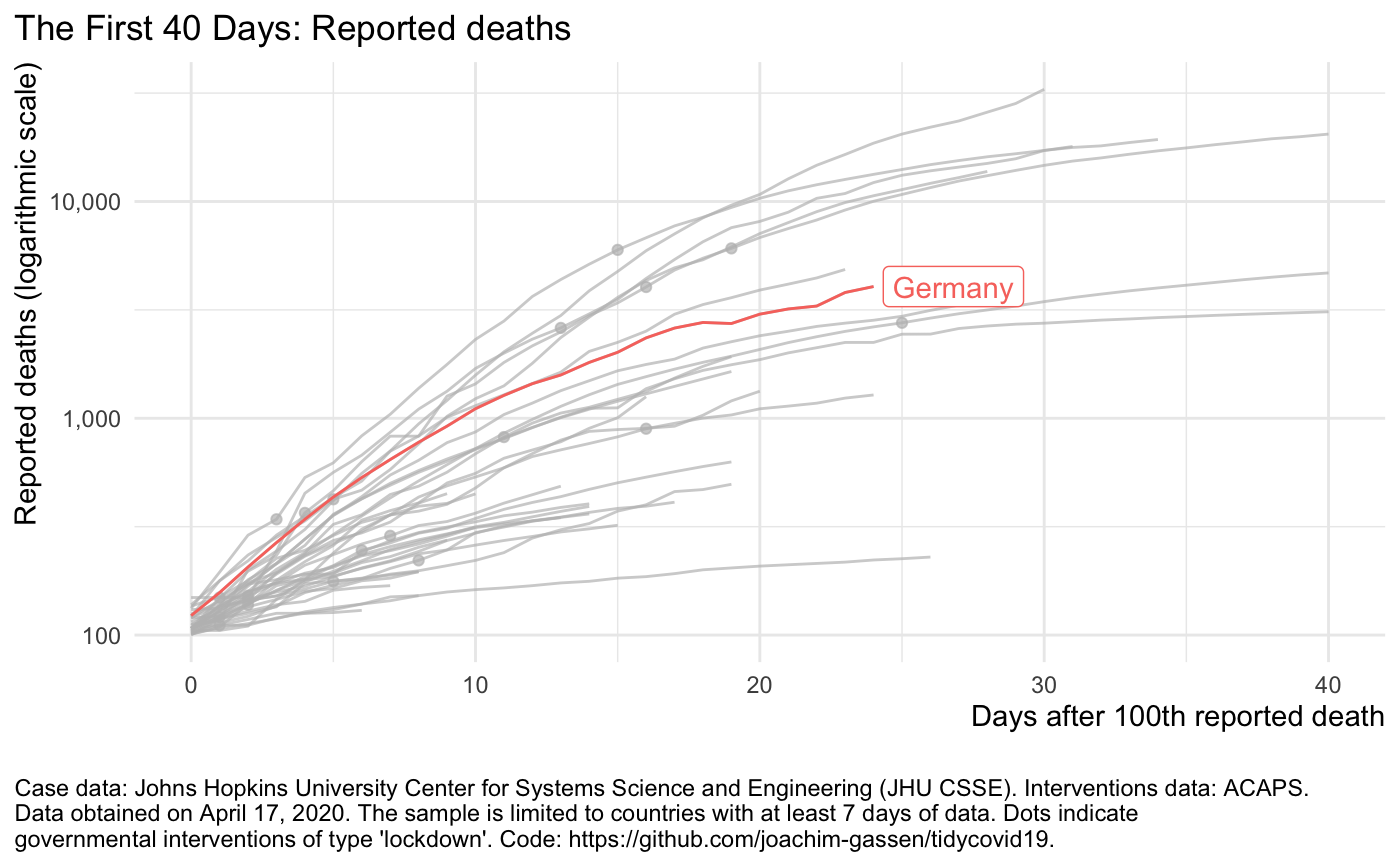 The First 40 Days: Reported deaths
Reported deaths (logarithmic scale)
10,000
1,000
100
Germany
0 10 20 30 40
Days after 100th reported death
Case data: Johns Hopkins University Center for Systems Science and Engineering (JHU CSSE). Interventions data: ACAPS.
Data obtained on April 17, 2020. The sample is limited to countries with at least 7 days of data. Dots indicate
governmental interventions of type 'lockdown'. Code: https://github.com/joachim-gassen/tidycovid19.